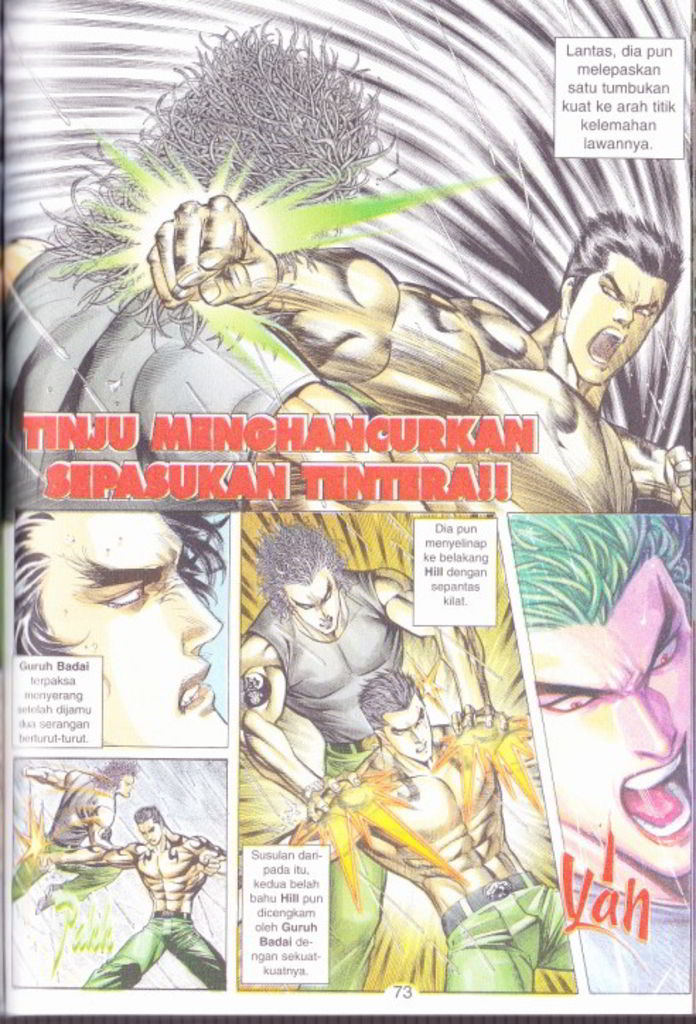 Lantas, dia pun
melepaskan
satu tumbukan
kuat ke arah titik
kelemahan
lawannya.
TINJU MENGHANCURKAN
SEPASUKAN TENTERA!!
Guruh Badai
terpaksa
menyerang
setelah dijamu
dua serangan
berturut-turut.
Dia pun
menyelinap
ke belakang
Hill dengan
sepantas
kilat.
Susulan dari-
pada itu,
kedua belah
bahu Hill pun
dicengkam
oleh Guruh
Badai de-
ngan sekuat-
kuatnya.
73